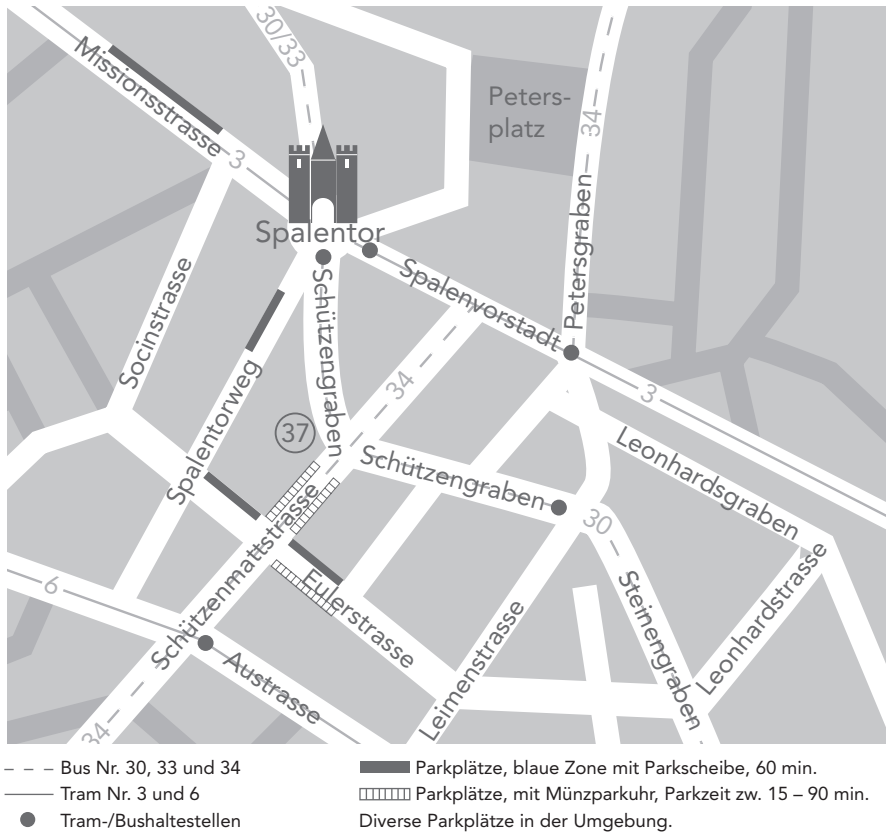 30/33
Missionsstrasse
3
Peters-
platz
34
Spalentor
Petersgraben
Spalenvorstadt
Socinstrasse
Schützengraben
Spalentorweg
34
3
37
Schützengraben
Leonhardsgraben
30
Schützenmattstrasse
Eulerstrasse
6
Steinengraben
Leonhardstrasse
Leimenstrasse
Austrasse
34
Bus Nr. 30, 33 und 34
Tram Nr. 3 und 6
Tram-/Bushaltestellen
Parkplätze, blaue Zone mit Parkscheibe, 60 min.
Parkplätze, mit Münzparkuhr, Parkzeit zw. 15 – 90 min.
Diverse Parkplätze in der Umgebung.